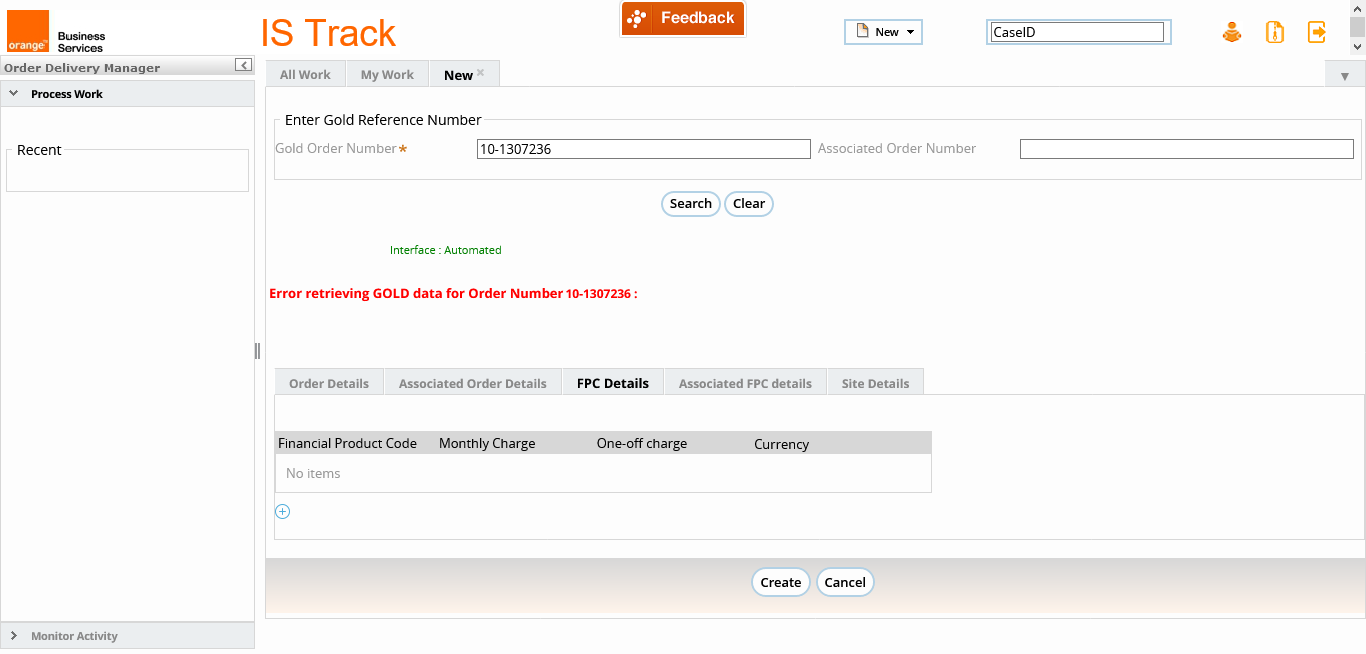 orange™
Business
Services
IS Track
Feedback
New
CaseID
Order Delivery Manager
Process Work
Recent
Monitor Activity
All Work
My Work
New
Enter Gold Reference Number
Gold Order Number*
10-1307236
Associated Order Number
Search
Clear
Interface : Automated
Error retrieving GOLD data for Order Number 10-1307236 :
Order Details
Associated Order Details
FPC Details
Associated FPC details
Site Details
Financial Product Code
Monthly Charge
One-off charge
Currency
No items
Create
Cancel